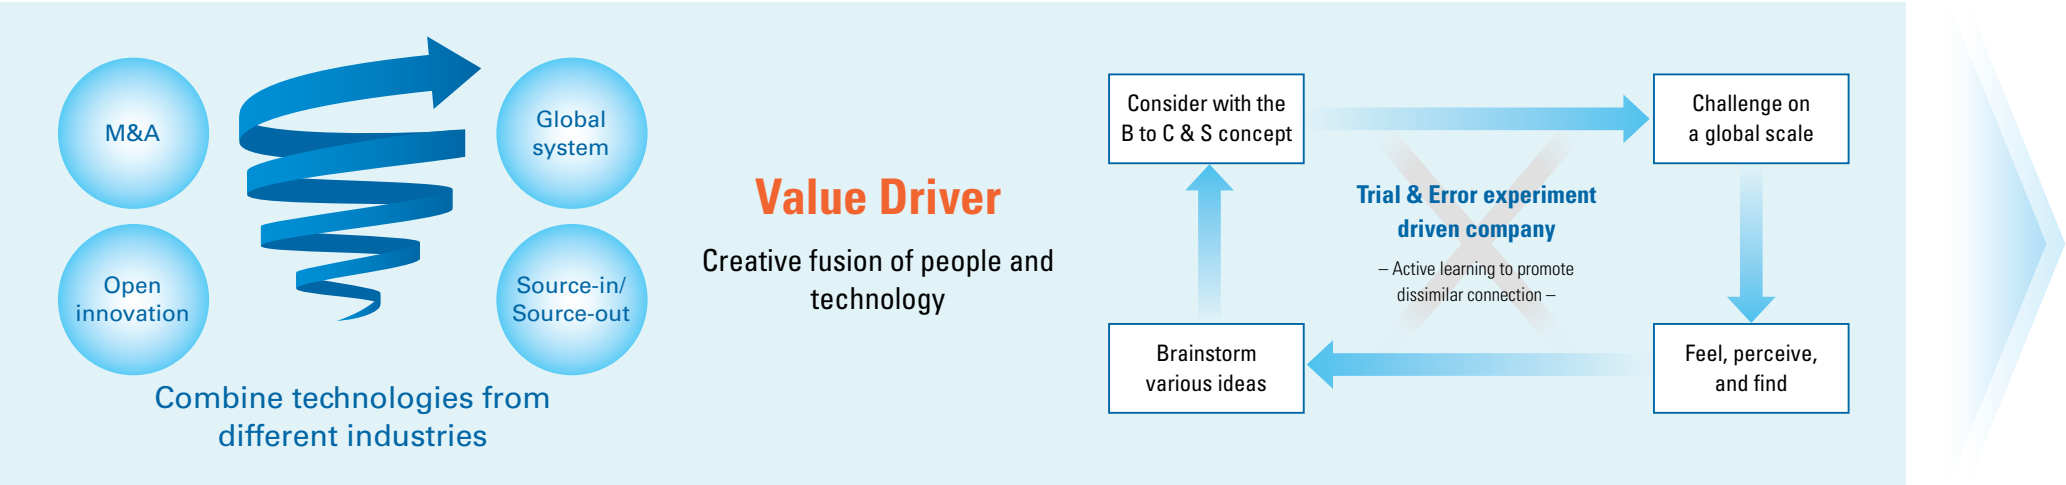 M&A
Global
system
Open
innovation
Source-in/
Source-out
Combine technologies from
different industries
Value Driver
Creative fusion of people and
technology
Consider with the
B to C & S concept
Challenge on
a global scale
Trial & Error experiment
driven company
– Active learning to promote
dissimilar connection –
Brainstorm
various ideas
Feel, perceive,
and find